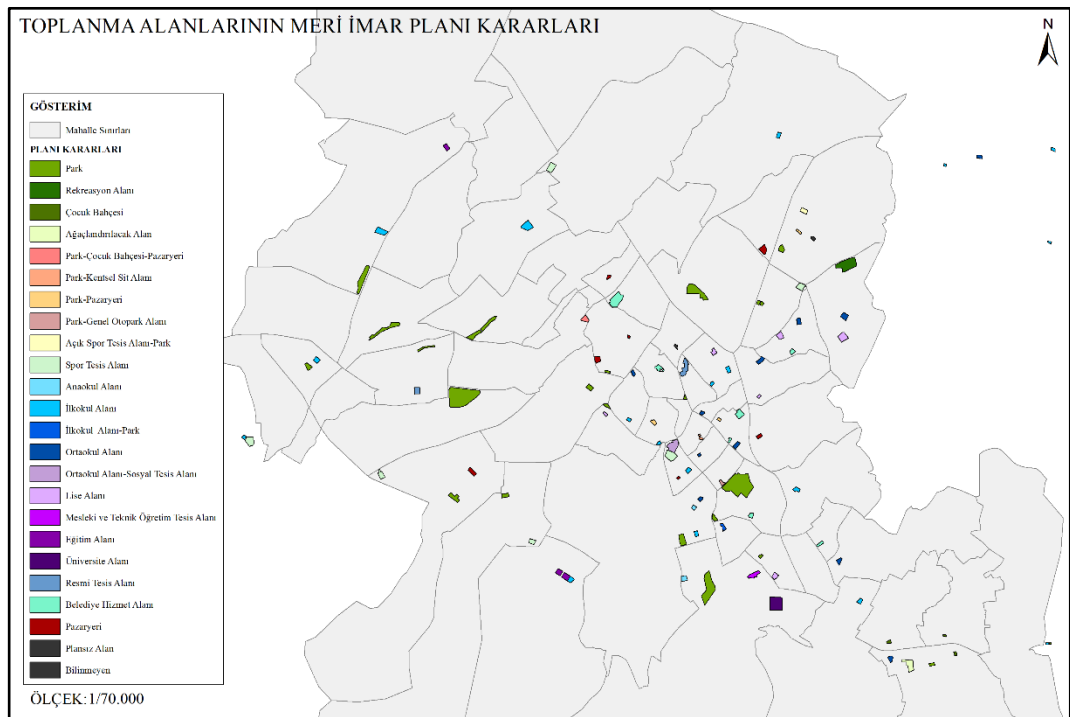 TOPLANMA ALANLARININ MERİ İMAR PLANI KARARLARI
N
GÖSTERİM
Mahalle Sınırları
PLANI KARARLARI
Park
Rekreasyon Alanı
Çocuk Bahçesi
Ağaçlandırılacak Alan
Park-Çocuk Bahçesi-Pazaryeri
Park-Kentsel Sit Alanı
Park-Pazaryeri
Park-Genel Otopark Alanı
Açık Spor Tesis Alanı-Park
Spor Tesis Alanı
Anaokul Alanı
İlkokul Alanı
İlkokul Alanı-Park
Ortaokul Alanı
Ortaokul Alanı-Sosyal Tesis Alanı
Lise Alanı
Mesleki ve Teknik Öğretim Tesis Alanı
Eğitim Alanı
Üniversite Alanı
Resmi Tesis Alanı
Belediye Hizmet Alanı
Pazaryeri
Plansız Alan
Bilinmeyen
ÖLÇEK:1/70.000